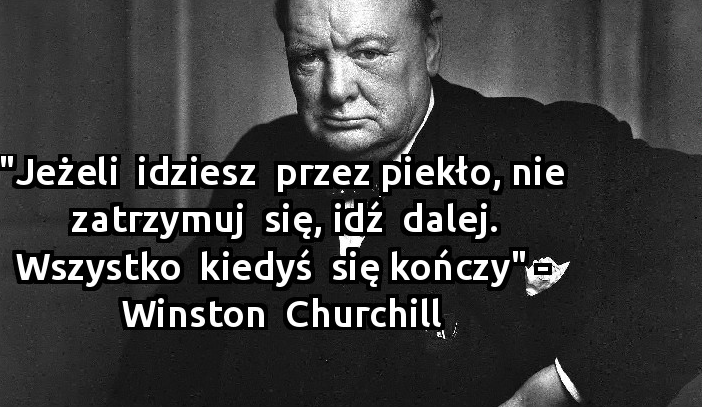 "Jeżeli idziesz przez piekło, nie
zatrzymuj się, idź dalej.
Wszystko kiedyś się kończy" -
Winston Churchill